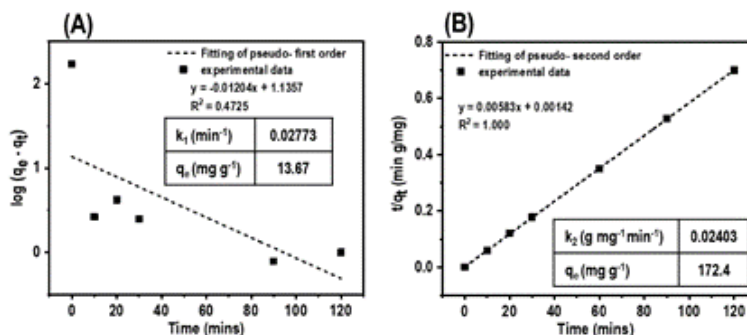 (A)
Fitting of pseudo- first order
experimental data
y = -0.01204x + 1.1357
R² = 0.4725
k₁ (min⁻¹) 0.02773
qₑ (mg g⁻¹) 13.67
log (qₑ - qₜ)
2
1
0
0 20 40 60 80 100 120
Time (mins)
(B)
Fitting of pseudo- second order
experimental data
y = 0.00583x + 0.00142
R² = 1.000
k₂ (g mg⁻¹ min⁻¹) 0.02403
qₑ (mg g⁻¹) 172.4
t/qₜ (min g/mg)
0.8
0.6
0.4
0.2
0.0
0 20 40 60 80 100 120
Time (mins)